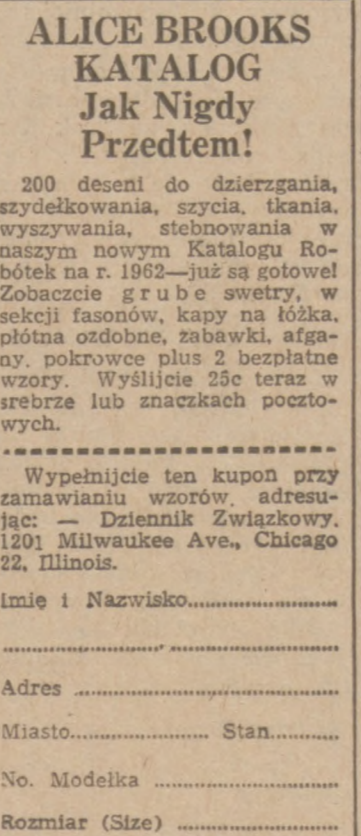 ALICE BROOKS
KATALOG
Jak Nigdy
Przedtem!
200 deseni do dzierzgania,
szydełkowania, szycia, tkania,
wyszywania, stebnowania w
naszym nowym Katalogu Ro-
bótek na r. 1962—już są gotowe!
Zobaczcie grube swetry, w
sekcji fasonów, kapy na łóżka,
płótna ozdobne, zabawki, afga-
ny, pokrowce plus 2 bezpłatne
wzory. Wyślijcie 25c teraz w
srebrze lub znaczkach poczto-
wych.
Wypełnijcie ten kupon przy
zamawianiu wzorów, adresu-
jąc: — Dziennik Związkowy,
1201 Milwaukee Ave., Chicago
22, Illinois.
Imię i Nazwisko
Adres
Miasto Stan
No. Modełka
Rozmiar (Size)